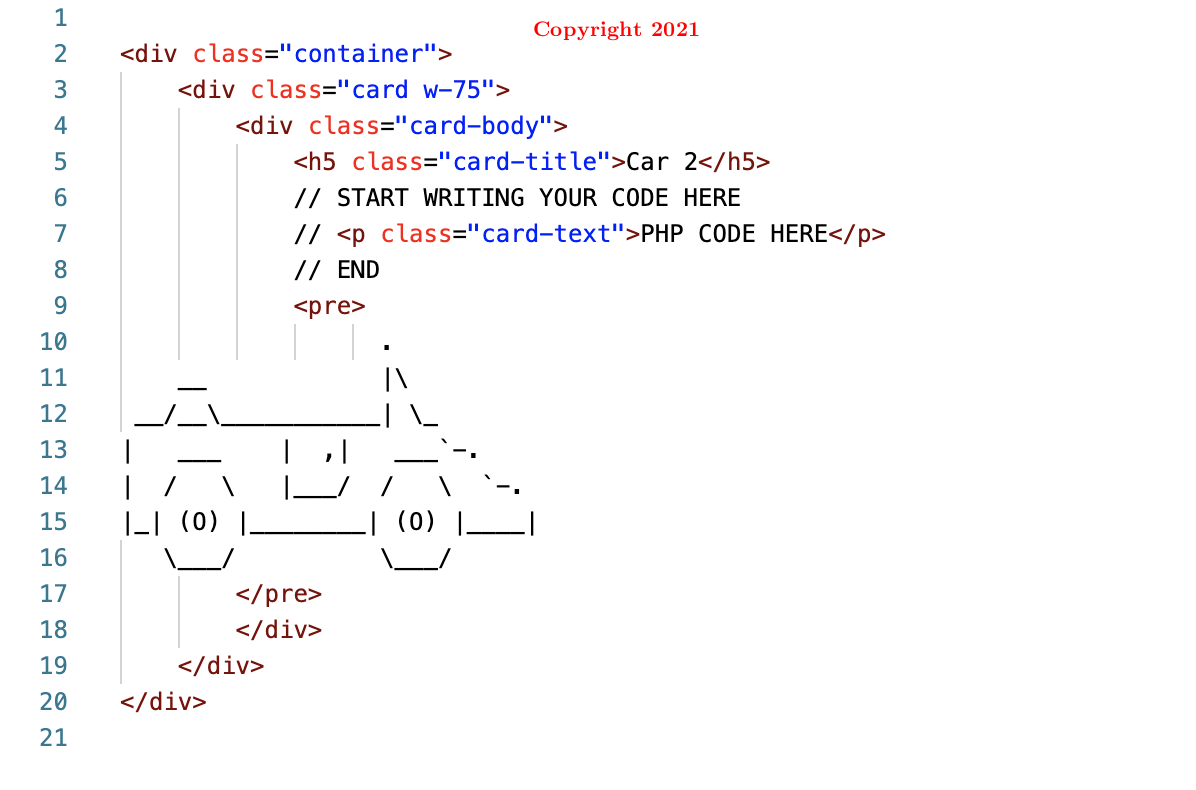 1
Copyright 2021
2 <div class="container">
3     <div class="card w-75">
4         <div class="card-body">
5             <h5 class="card-title">Car 2</h5>
6             // START WRITING YOUR CODE HERE
7             // <p class="card-text">PHP CODE HERE</p>
8             // END
9             <pre>
10                   .
11     __            |\
12  __/__\___________| \_
13 |   ___    |  ,|   ___`-.
14 |  /   \   |___/  /   \  `-.
15 |_| (O) |________| (O) |____|
16    \___/          \___/
17         </pre>
18         </div>
19     </div>
20 </div>
21